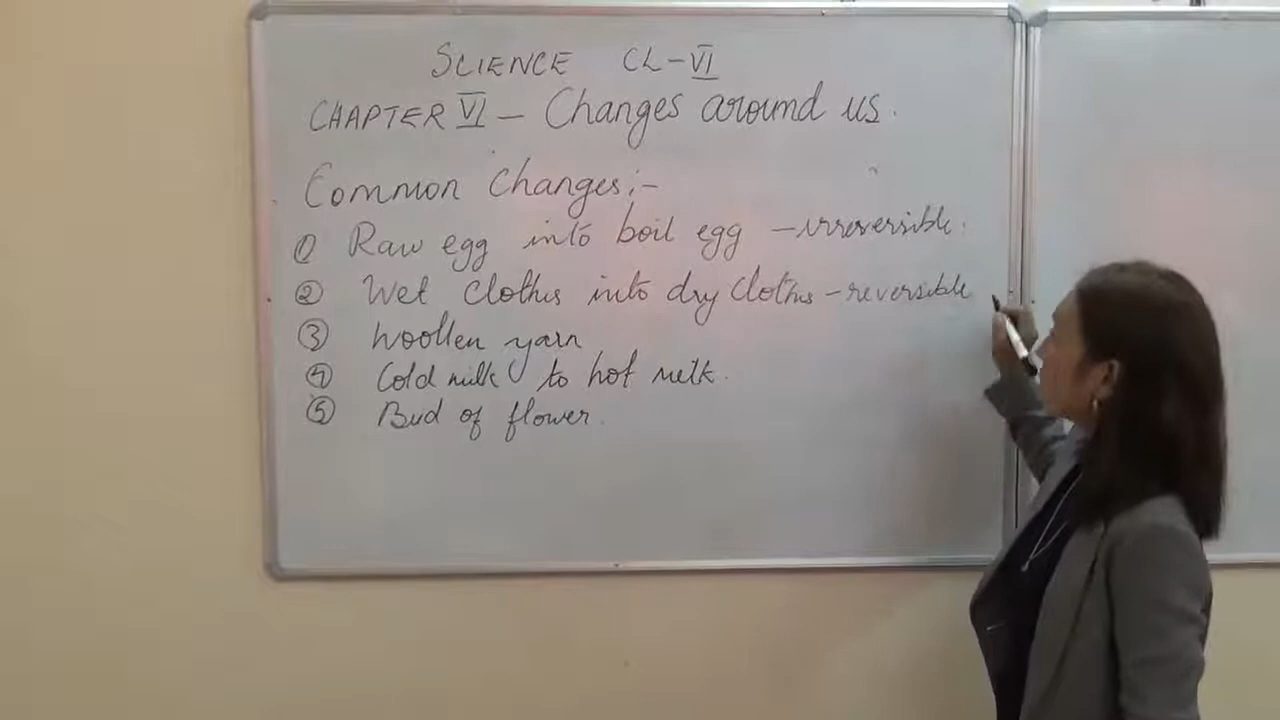 SCIENCE CL-VI
CHAPTER VI - Changes around us.
Common Changes:-
① Raw egg into boil egg - irreversible.
② Wet clothes into dry clothes - reversible
③ Woollen yarn
④ Cold milk to hot milk.
⑤ Bud of flower.